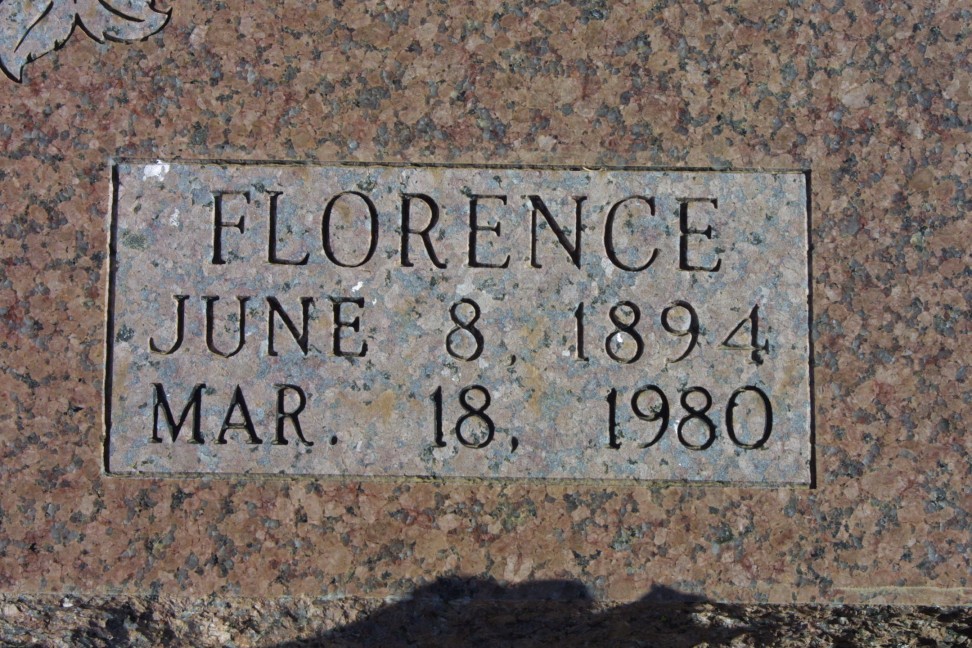 FLORENCE
JUNE 8, 1894
MAR. 18, 1980